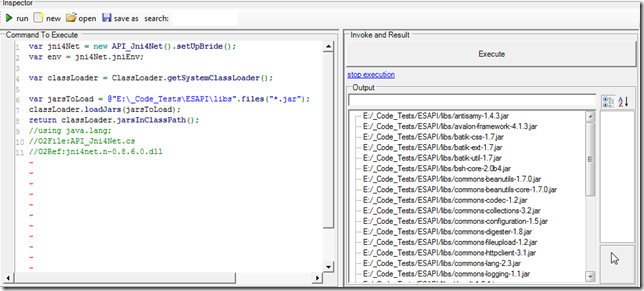 Inspector
run new open save as search:
Command To Execute
1 var jni4Net = new API_Jni4Net().setUpBride();
2 var env = jni4Net.jniEnv;
3
4 var classLoader = ClassLoader.getSystemClassLoader();
5
6 var jarsToLoad = @"E:\_Code_Tests\ESAPI\libs".files("*.jar");
7 classLoader.loadJars(jarsToLoad);
8 return classLoader.jarsInClassPath();
9 //using java.lang;
10 //O2File:API_Jni4Net.cs
11 //O2Ref:jni4net.n-0.8.6.0.dll
Invoke and Result
Execute
stop execution
Output
E:/_Code_Tests/ESAPI/libs/antisamy-1.4.3.jar
E:/_Code_Tests/ESAPI/libs/avalon-framework-4.1.3.jar
E:/_Code_Tests/ESAPI/libs/batik-css-1.7.jar
E:/_Code_Tests/ESAPI/libs/batik-ext-1.7.jar
E:/_Code_Tests/ESAPI/libs/batik-util-1.7.jar
E:/_Code_Tests/ESAPI/libs/bsh-core-2.0b4.jar
E:/_Code_Tests/ESAPI/libs/commons-beanutils-1.7.0.jar
E:/_Code_Tests/ESAPI/libs/commons-beanutils-core-1.7.0.jar
E:/_Code_Tests/ESAPI/libs/commons-codec-1.2.jar
E:/_Code_Tests/ESAPI/libs/commons-collections-3.2.jar
E:/_Code_Tests/ESAPI/libs/commons-configuration-1.5.jar
E:/_Code_Tests/ESAPI/libs/commons-digester-1.8.jar
E:/_Code_Tests/ESAPI/libs/commons-fileupload-1.2.jar
E:/_Code_Tests/ESAPI/libs/commons-httpclient-3.1.jar
E:/_Code_Tests/ESAPI/libs/commons-lang-2.3.jar
E:/_Code_Tests/ESAPI/libs/commons-logging-1.1.jar